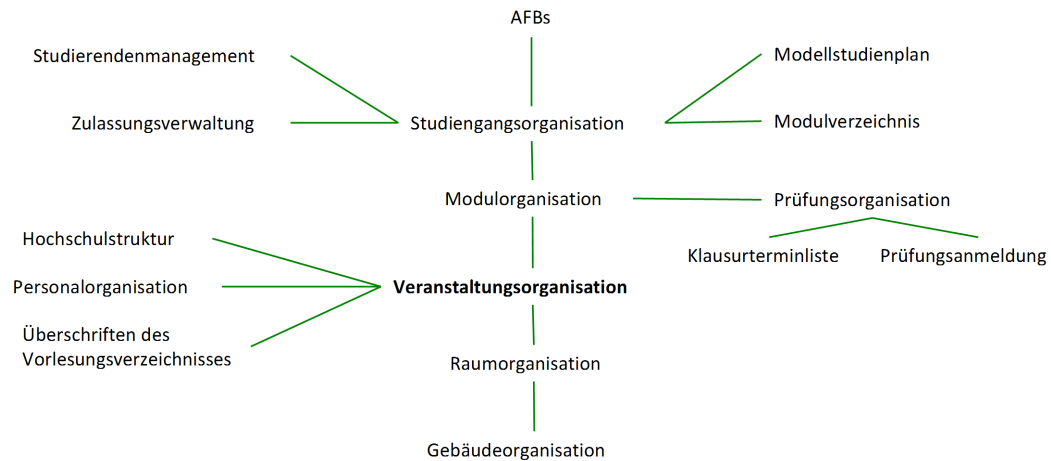 AFBs
Studierendenmanagement
Modellstudienplan
Zulassungsverwaltung
Studiengangsorganisation
Modulverzeichnis
Modulorganisation
Prüfungsorganisation
Hochschulstruktur
Klausurterminliste
Prüfungsanmeldung
Personalorganisation
Veranstaltungsorganisation
Überschriften des
Vorlesungsverzeichnisses
Raumorganisation
Gebäudeorganisation